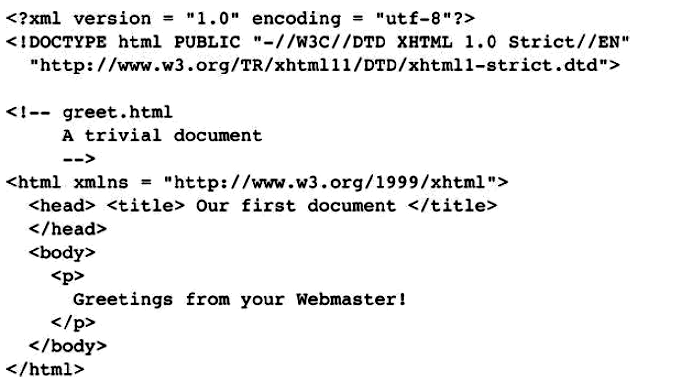 <?xml version = "1.0" encoding = "utf-8"?>
<!DOCTYPE html PUBLIC "-//W3C//DTD XHTML 1.0 Strict//EN"
"http://www.w3.org/TR/xhtml11/DTD/xhtml1-strict.dtd">
<!-- greet.html
A trivial document
-->
<html xmlns = "http://www.w3.org/1999/xhtml">
<head> <title> Our first document </title>
</head>
<body>
<p>
Greetings from your Webmaster!
</p>
</body>
</html>